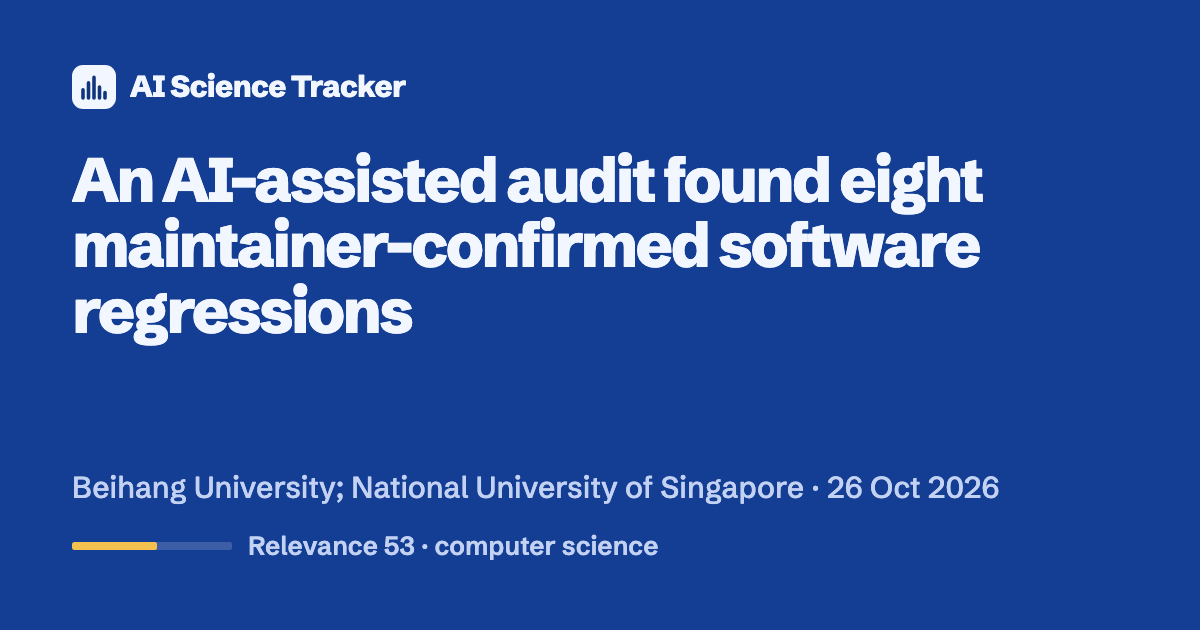 AI Science Tracker
An AI-assisted audit found eight
maintainer-confirmed software
regressions
Beihang University; National University of Singapore · 26 Oct 2026
Relevance 53 · computer science